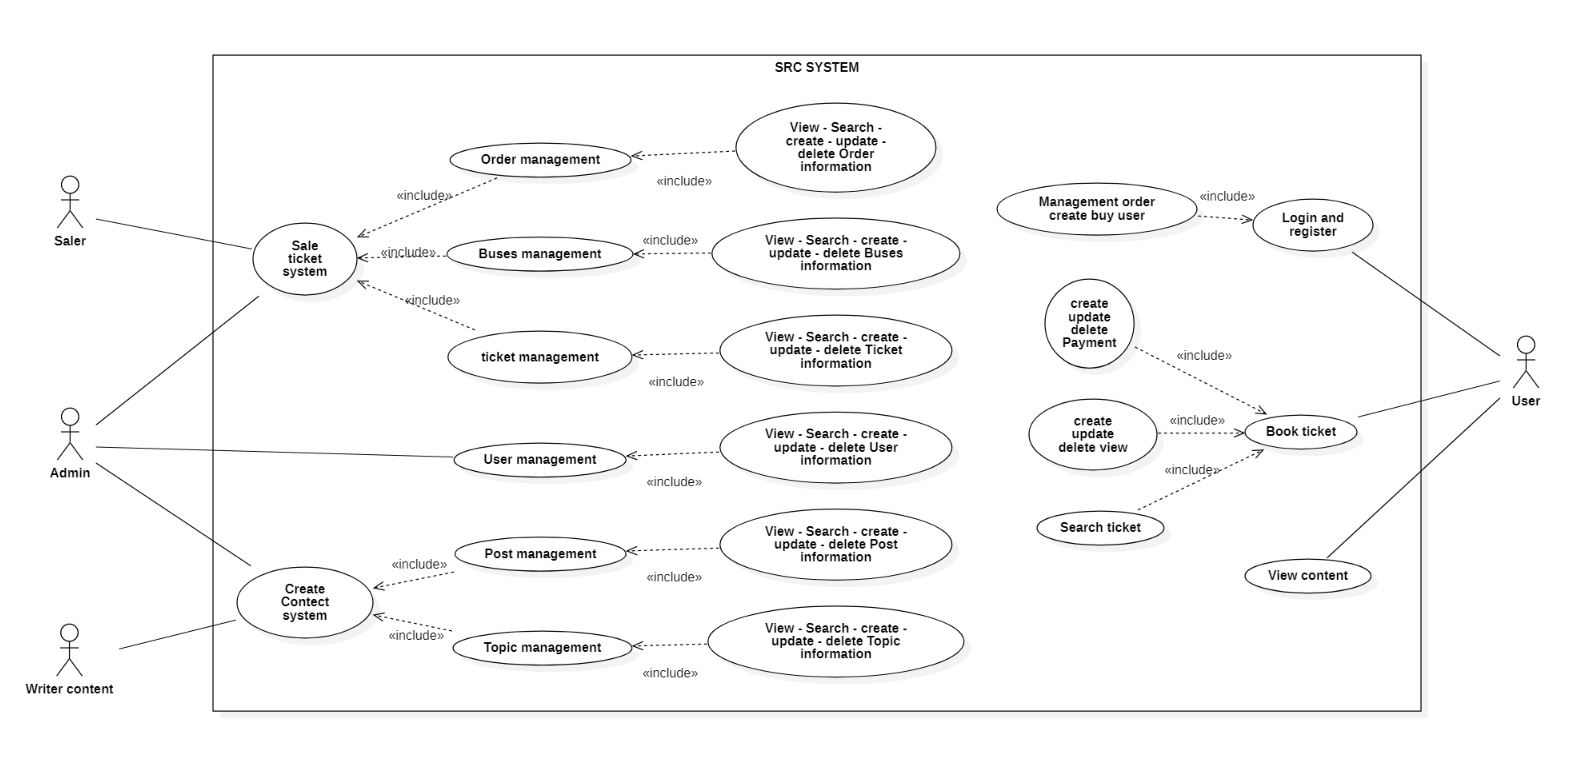 SRC SYSTEM
View - Search -
create - update -
delete Order
information
Order management
«include»
«include»
Saler
Sale
ticket
system
«include»
Buses management
«include»
View - Search - create -
update - delete Buses
information
«include»
ticket management
«include»
View - Search - create -
update - delete Ticket
information
Admin
User management
«include»
View - Search - create -
update - delete User
information
Create
Contect
system
«include»
Post management
«include»
View - Search - create -
update - delete Post
information
«include»
Topic management
«include»
View - Search - create -
update - delete Topic
information
Writer content
Management order
create buy user
«include»
Login and
register
create
update
delete
Payment
«include»
User
create
update
delete view
«include»
Book ticket
«include»
Search ticket
View content